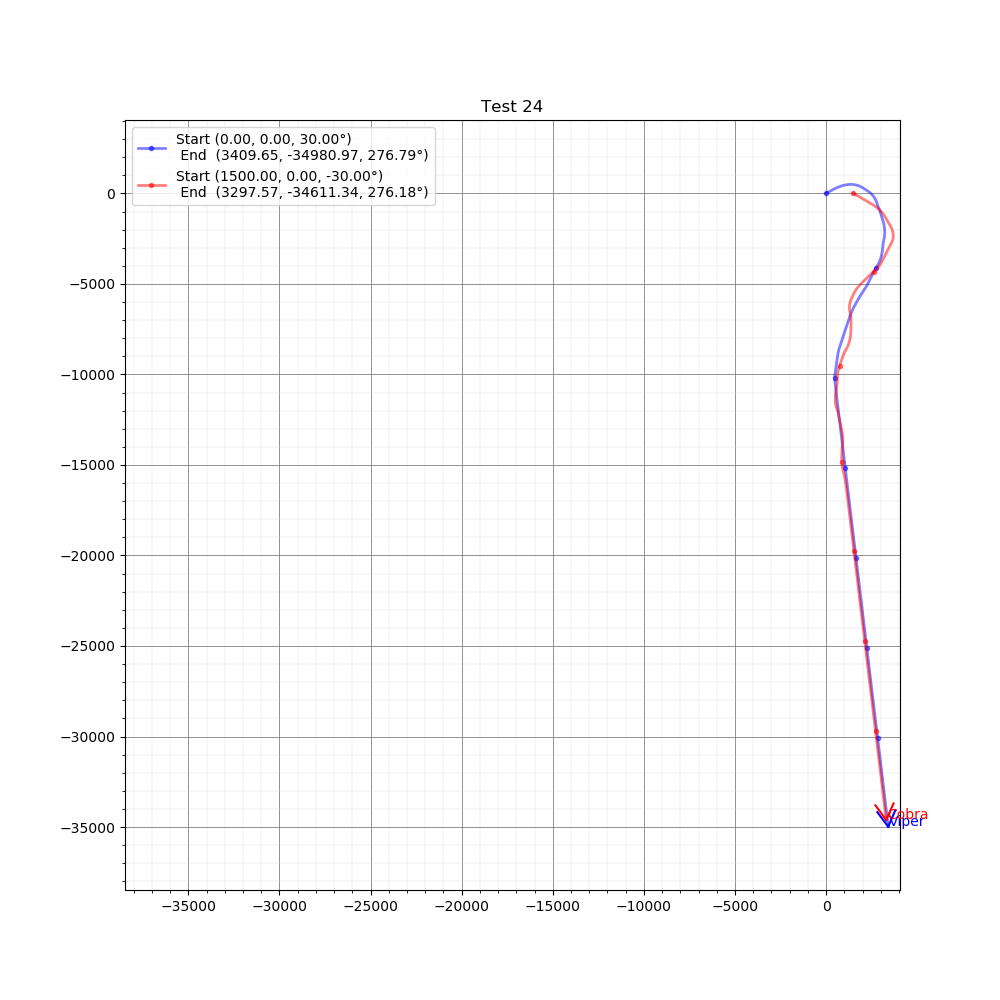 Test 24
Start (0.00, 0.00, 30.00°)
End (3409.65, -34980.97, 276.79°)
Start (1500.00, 0.00, -30.00°)
End (3297.57, -34611.34, 276.18°)
0
−5000
−10000
−15000
−20000
−25000
−30000
−35000
Cobra
Viper
−35000 −30000 −25000 −20000 −15000 −10000 −5000 0